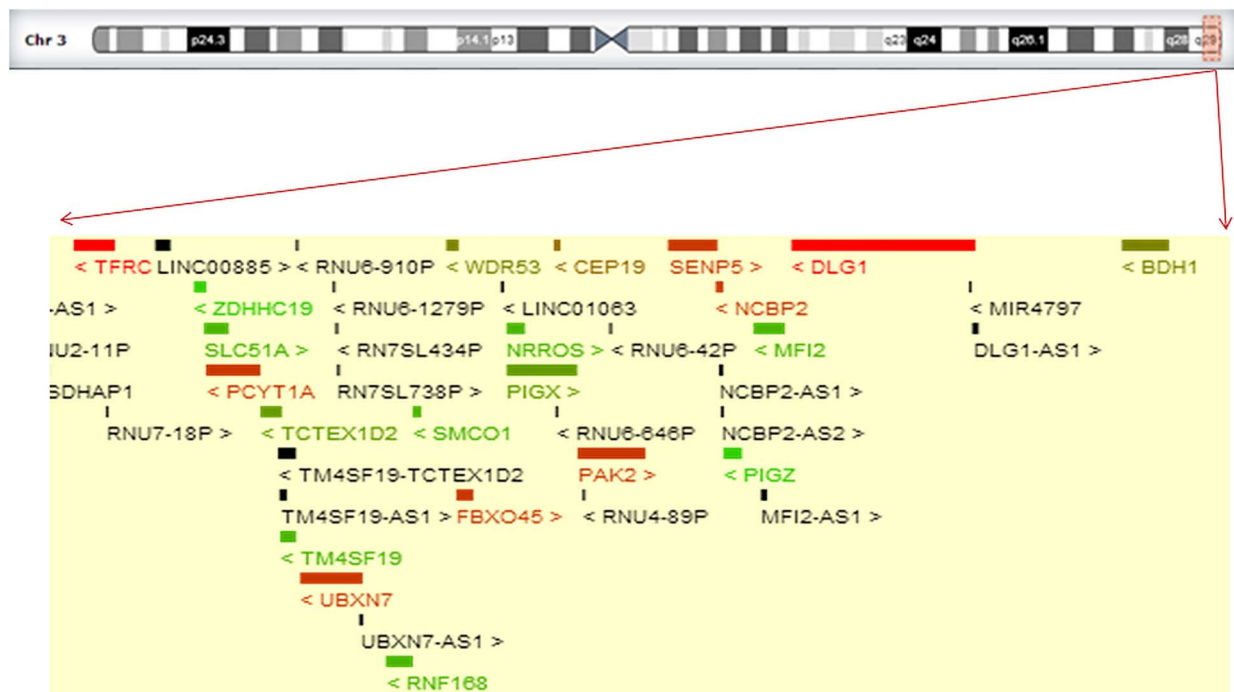 Chr 3 p24.3 p14.1 p13 q23 q24 q26.1 q28 q29
< TFRC LINC00885 > < RNU6-910P < WDR53 < CEP19 SENP5 > < DLG1 < BDH1
-AS1 > < ZDHHC19 < RNU6-1279P < LINC01063 < NCBP2 < MIR4797
NU2-11P SLC51A > < RN7SL434P NRROS > < RNU6-42P < MFI2 DLG1-AS1 >
SDHAP1 < PCYT1A RN7SL738P > PIGX > NCBP2-AS1 >
RNU7-18P > < TCTEX1D2 < SMCO1 < RNU6-646P NCBP2-AS2 >
< TM4SF19-TCTEX1D2 PAK2 > < PIGZ
TM4SF19-AS1 > FBXO45 > < RNU4-89P MFI2-AS1 >
< TM4SF19
< UBXN7
UBXN7-AS1 >
< RNF168